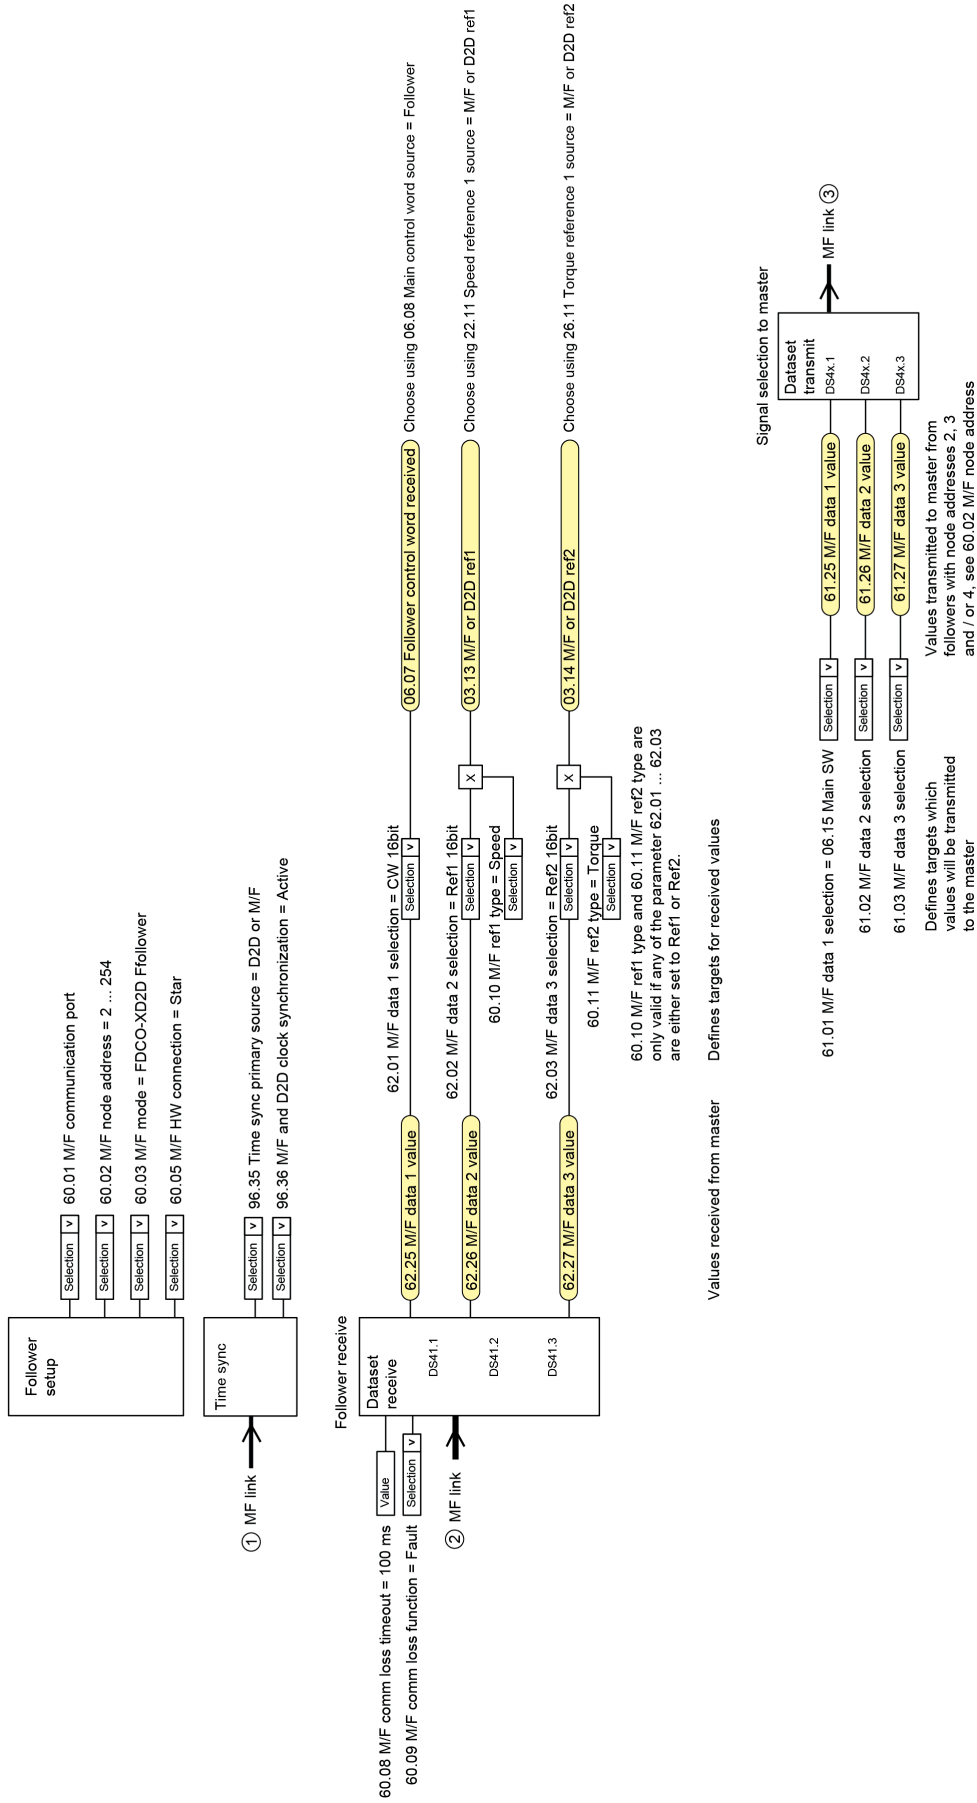 Follower
setup
Selection v 60.01 M/F communication port
Selection v 60.02 M/F node address = 2 ... 254
Selection v 60.03 M/F mode = FDCO-XD2D Ffollower
Selection v 60.05 M/F HW connection = Star
1 MF link
Time sync
Selection v 96.35 Time sync primary source = D2D or M/F
Selection v 96.36 M/F and D2D clock synchronization = Active
Follower receive
60.08 M/F comm loss timeout = 100 ms Value
60.09 M/F comm loss function = Fault Selection v
2 MF link
Dataset
receive
DS41.1
DS41.2
DS41.3
62.25 M/F data 1 value
62.01 M/F data 1 selection = CW 16bit
Selection v
06.07 Follower control word received
Choose using 06.08 Main control word source = Follower
62.26 M/F data 2 value
62.02 M/F data 2 selection = Ref1 16bit
Selection v
X
60.10 M/F ref1 type = Speed
Selection v
03.13 M/F or D2D ref1
Choose using 22.11 Speed reference 1 source = M/F or D2D ref1
62.27 M/F data 3 value
62.03 M/F data 3 selection = Ref2 16bit
Selection v
X
60.11 M/F ref2 type = Torque
Selection v
03.14 M/F or D2D ref2
Choose using 26.11 Torque reference 1 source = M/F or D2D ref2
60.10 M/F ref1 type and 60.11 M/F ref2 type are
only valid if any of the parameter 62.01 ... 62.03
are either set to Ref1 or Ref2.
Values received from master
Defines targets for received values
Signal selection to master
61.01 M/F data 1 selection = 06.15 Main SW
Selection v
61.25 M/F data 1 value
61.02 M/F data 2 selection
Selection v
61.26 M/F data 2 value
61.03 M/F data 3 selection
Selection v
61.27 M/F data 3 value
Dataset
transmit
DS4x.1
DS4x.2
DS4x.3
MF link 3
Defines targets which
values will be transmitted
to the master
Values transmitted to master from
followers with node addresses 2, 3
and / or 4, see 60.02 M/F node address